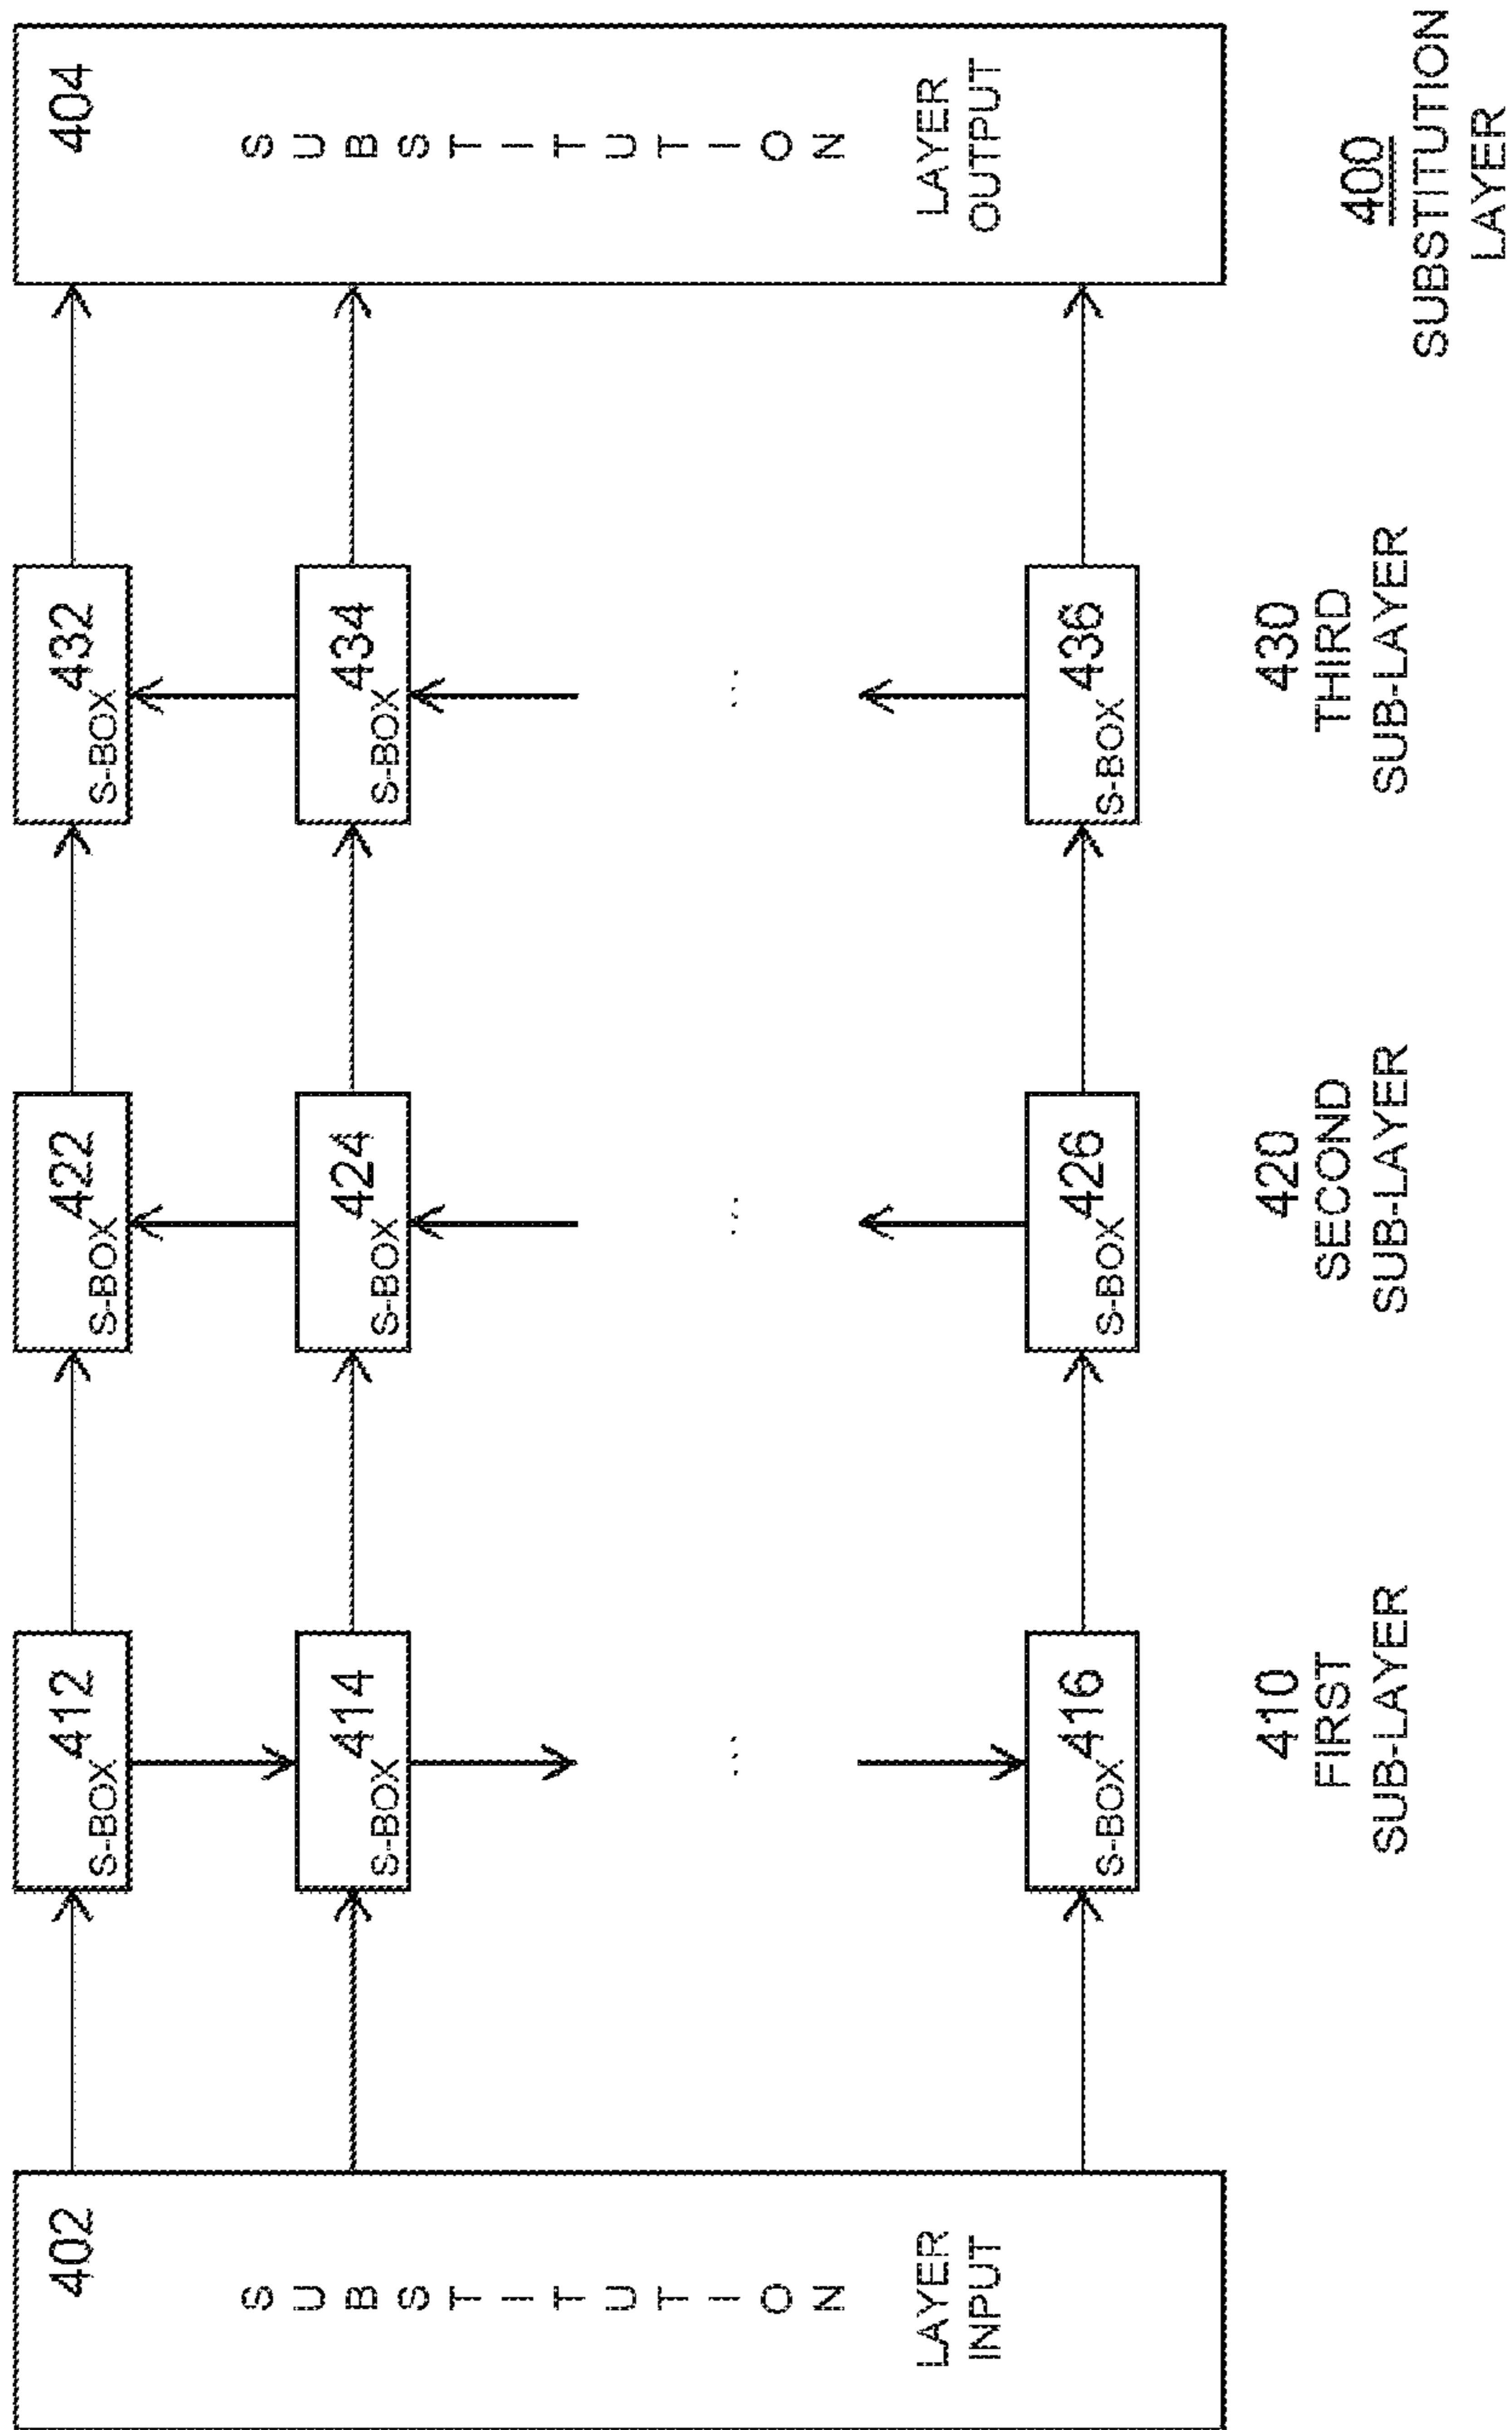 402
S
U
B
S
T
I
T
U
T
I
O
N
LAYER
INPUT
412
S-BOX
414
S-BOX
...
416
S-BOX
410
FIRST
SUB-LAYER
422
S-BOX
424
S-BOX
...
426
S-BOX
420
SECOND
SUB-LAYER
432
S-BOX
434
S-BOX
...
436
S-BOX
430
THIRD
SUB-LAYER
404
S
U
B
S
T
I
T
U
T
I
O
N
LAYER
OUTPUT
400
SUBSTITUTION
LAYER